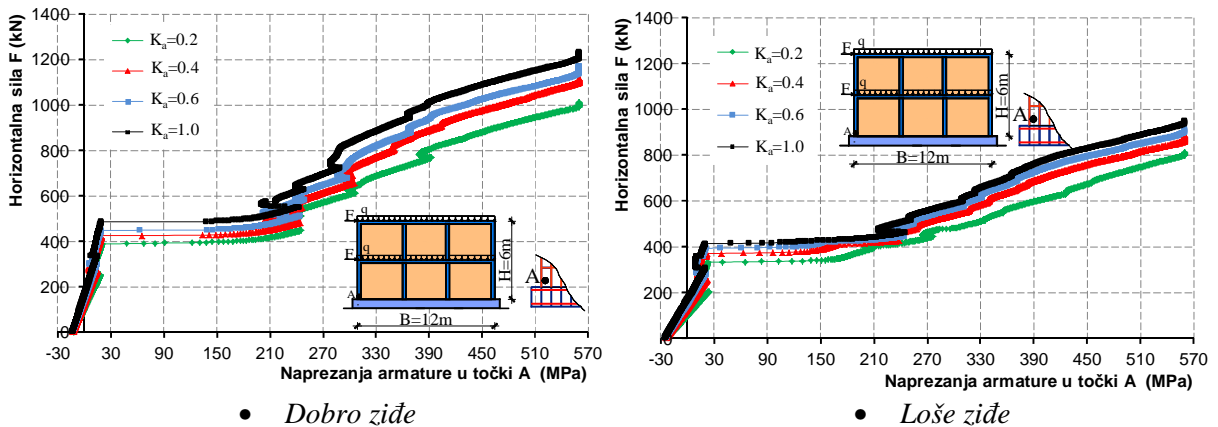 Horizontalna sila F (kN)
1400
1200
1000
800
600
400
200
0
-30 30 90 150 210 270 330 390 450 510 570
Naprezanja armature u točki A (MPa)
Ka=0.2
Ka=0.4
Ka=0.6
Ka=1.0
q
F
q
F
A
H=6m
B=12m
A
• Dobro ziđe
Horizontalna sila F (kN)
1400
1200
1000
800
600
400
200
0
-30 30 90 150 210 270 330 390 450 510 570
Naprezanja armature u točki A (MPa)
Ka=0.2
Ka=0.4
Ka=0.6
Ka=1.0
q
F
q
F
A
H=6m
B=12m
A
• Loše ziđe